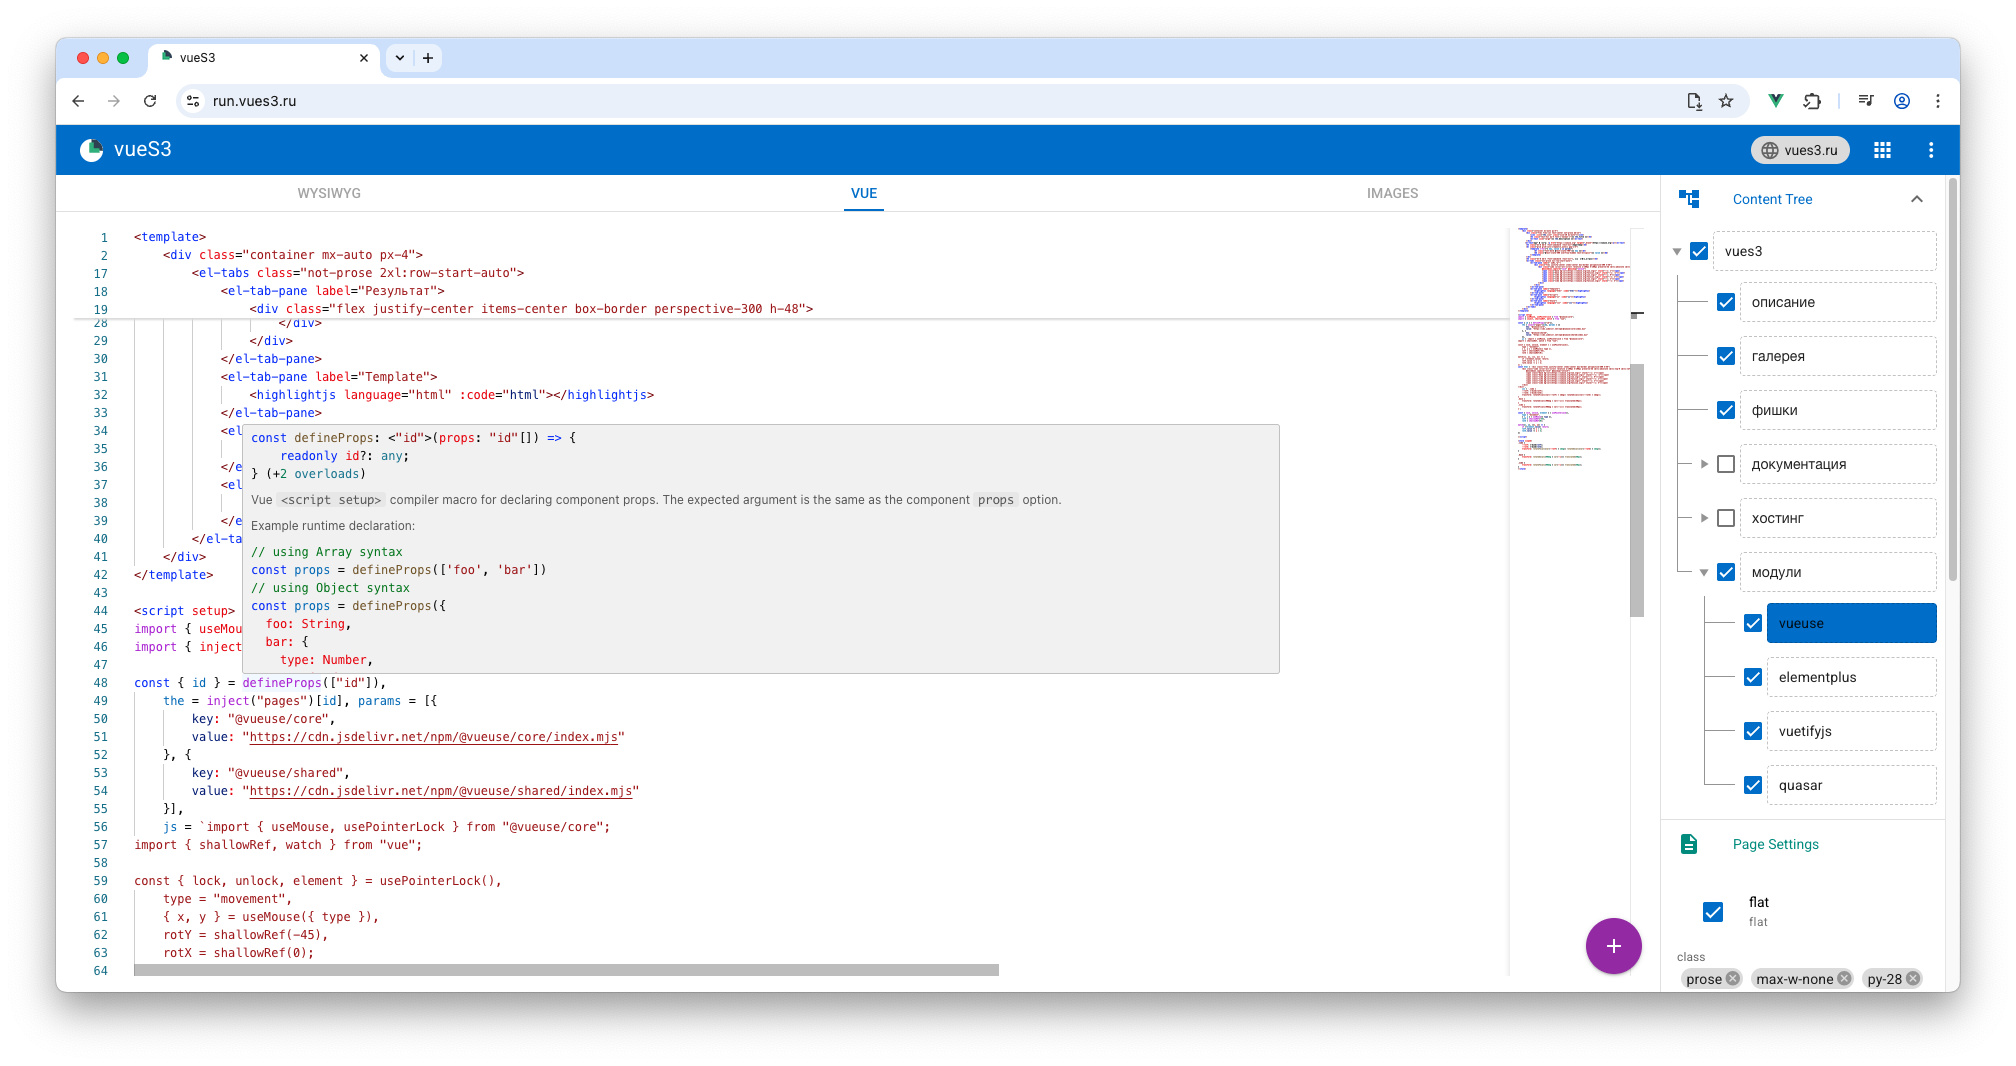 vueS3
run.vues3.ru
vueS3
vues3.ru
WYSIWYG
VUE
IMAGES
1 <template>
2 <div class="container mx-auto px-4">
17 <el-tabs class="not-prose 2xl:row-start-auto">
18 <el-tab-pane label="Результат">
19 <div class="flex justify-center items-center box-border perspective-300 h-48">
28 </div>
29 </div>
30 </el-tab-pane>
31 <el-tab-pane label="Template">
32 <highlightjs language="html" :code="html"></highlightjs>
33 </el-tab-pane>
34 <el
35
36 </e
37 <el
38
39 </e
40 </el-ta
41 </div>
42 </template>
43
44 <script setup>
45 import { useMou
46 import { inject
47
48 const { id } = defineProps(["id"]),
49 the = inject("pages")[id], params = [{
50 key: "@vueuse/core",
51 value: "https://cdn.jsdelivr.net/npm/@vueuse/core/index.mjs"
52 }, {
53 key: "@vueuse/shared",
54 value: "https://cdn.jsdelivr.net/npm/@vueuse/shared/index.mjs"
55 }],
56 js = `import { useMouse, usePointerLock } from "@vueuse/core";
57 import { shallowRef, watch } from "vue";
58
59 const { lock, unlock, element } = usePointerLock(),
60 type = "movement",
61 { x, y } = useMouse({ type }),
62 rotY = shallowRef(-45),
63 rotX = shallowRef(0);
64
const defineProps: <"id">(props: "id"[]) => {
readonly id?: any;
} (+2 overloads)
Vue <script setup> compiler macro for declaring component props. The expected argument is the same as the component props option.
Example runtime declaration:
// using Array syntax
const props = defineProps(['foo', 'bar'])
// using Object syntax
const props = defineProps({
foo: String,
bar: {
type: Number,
Content Tree
vues3
описание
галерея
фишки
документация
хостинг
модули
vueuse
elementplus
vuetifyjs
quasar
Page Settings
flat
flat
class
prose max-w-none py-28